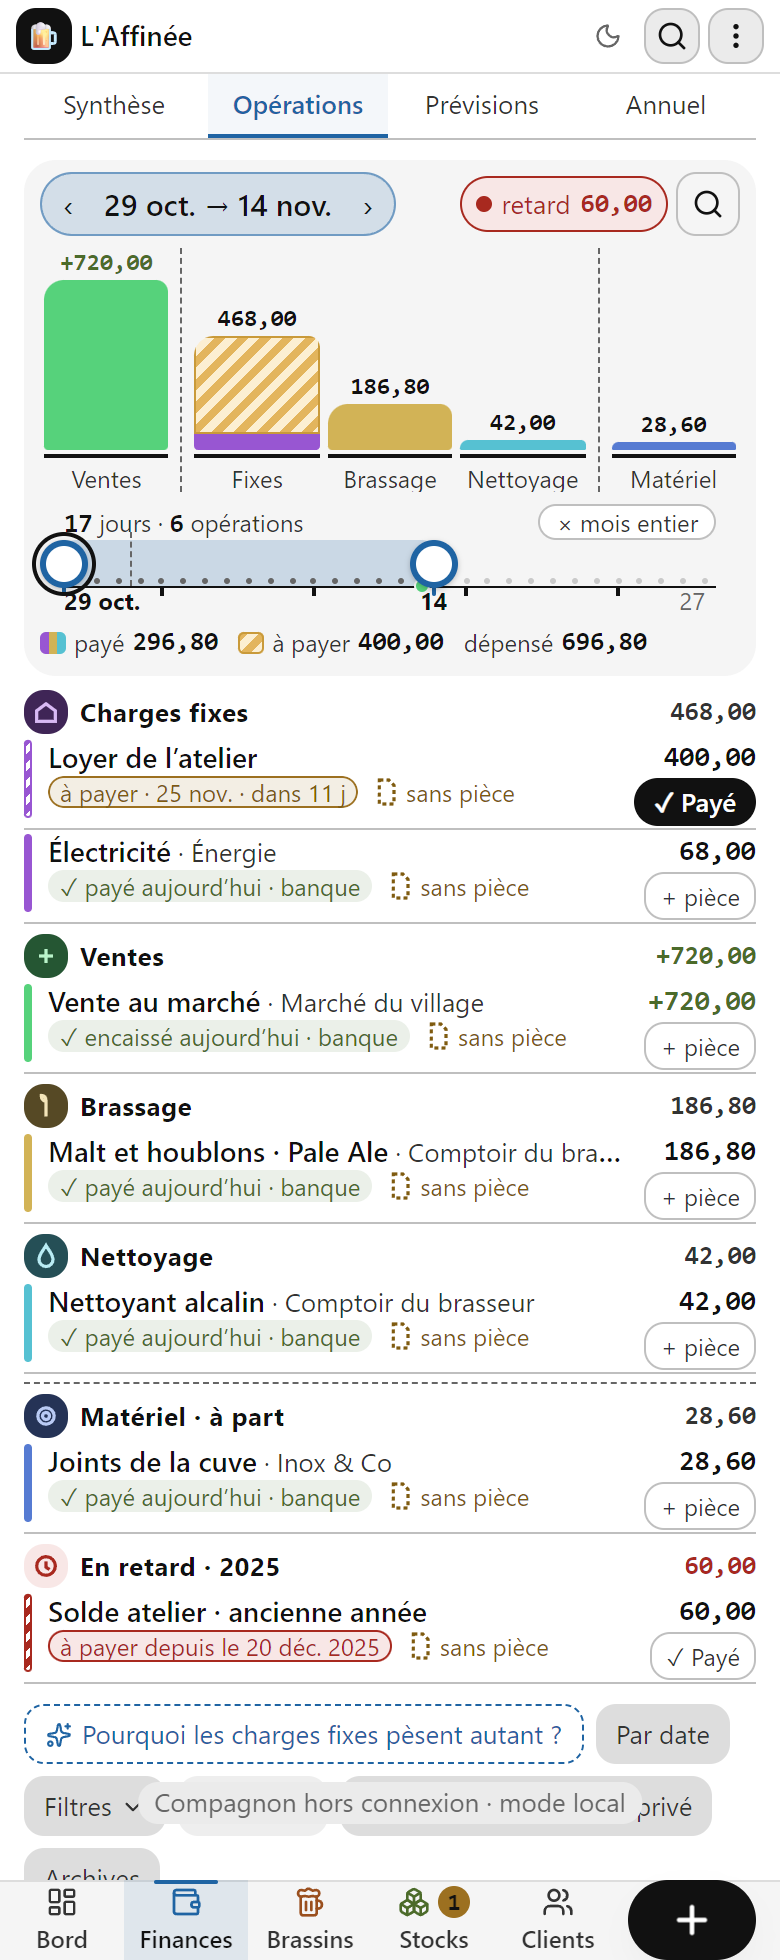 L'Affinée
Synthèse Opérations Prévisions Annuel
‹ 29 oct. → 14 nov. › retard 60,00
+720,00
468,00
186,80
42,00
28,60
Ventes Fixes Brassage Nettoyage Matériel
17 jours · 6 opérations × mois entier
29 oct. 14 27
payé 296,80 à payer 400,00 dépensé 696,80
Charges fixes 468,00
Loyer de l’atelier 400,00
à payer · 25 nov. · dans 11 j sans pièce ✓ Payé
Électricité · Énergie 68,00
✓ payé aujourd’hui · banque sans pièce + pièce
Ventes +720,00
Vente au marché · Marché du village +720,00
✓ encaissé aujourd’hui · banque sans pièce + pièce
Brassage 186,80
Malt et houblons · Pale Ale · Comptoir du bra... 186,80
✓ payé aujourd’hui · banque sans pièce + pièce
Nettoyage 42,00
Nettoyant alcalin · Comptoir du brasseur 42,00
✓ payé aujourd’hui · banque sans pièce + pièce
Matériel · à part 28,60
Joints de la cuve · Inox & Co 28,60
✓ payé aujourd’hui · banque sans pièce + pièce
En retard · 2025 60,00
Solde atelier · ancienne année 60,00
à payer depuis le 20 déc. 2025 sans pièce ✓ Payé
Pourquoi les charges fixes pèsent autant ? Par date
Filtres Compagnon hors connexion · mode local privé
Archives
Bord Finances Brassins Stocks 1 Clients +